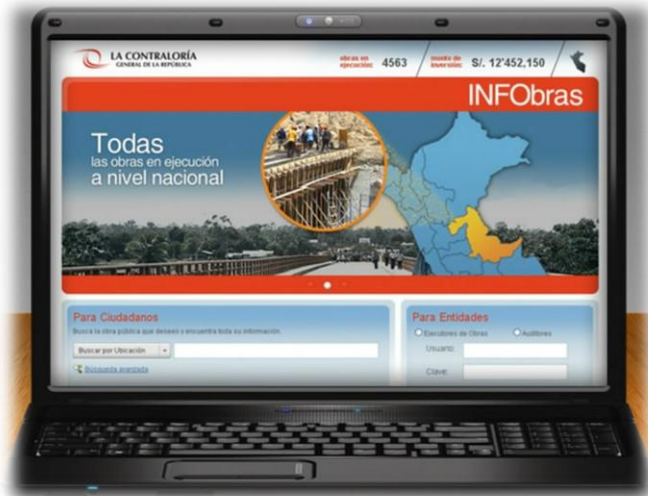 LA CONTRALORÍA
GENERAL DE LA REPÚBLICA
obras en
ejecución: 4563
monto de
inversión: S/. 12'452,150
INFObras
Todas
las obras en ejecución
a nivel nacional
Para Ciudadanos
Busca la obra pública que desees y encuentra toda su información.
Buscar por Ubicación
Búsqueda avanzada
Para Entidades
Ejecutores de Obras
Auditores
Usuario:
Clave: